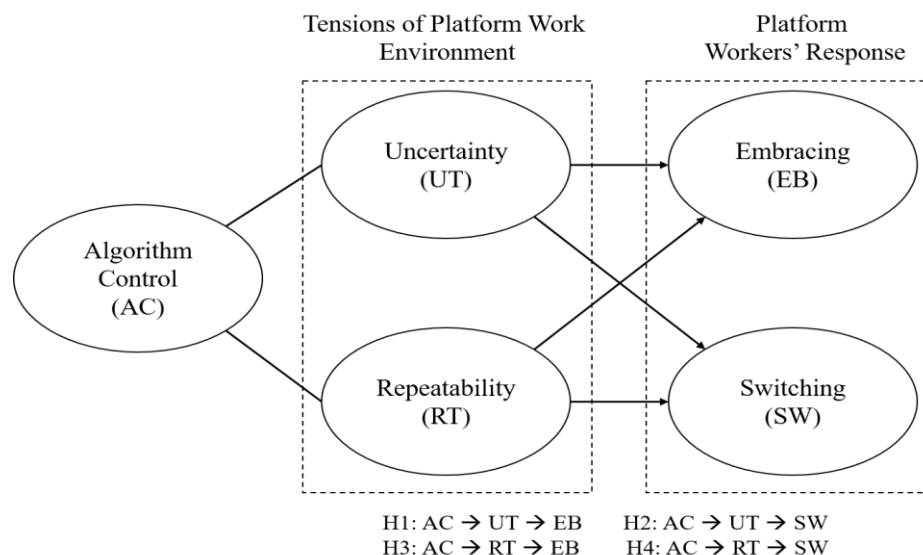 Tensions of Platform Work
Environment
Platform
Workers' Response
Uncertainty
(UT)
Embracing
(EB)
Algorithm
Control
(AC)
Repeatability
(RT)
Switching
(SW)
H1: AC → UT → EB
H2: AC → UT → SW
H3: AC → RT → EB
H4: AC → RT → SW